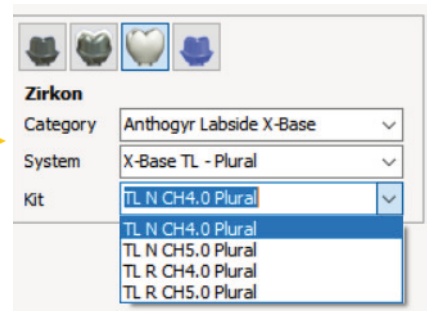 Zirkon
Category Anthogyr Labside X-Base
System X-Base TL - Plural
Kit TL N CH4.0 Plural
TL N CH4.0 Plural
TL N CH5.0 Plural
TL R CH4.0 Plural
TL R CH5.0 Plural